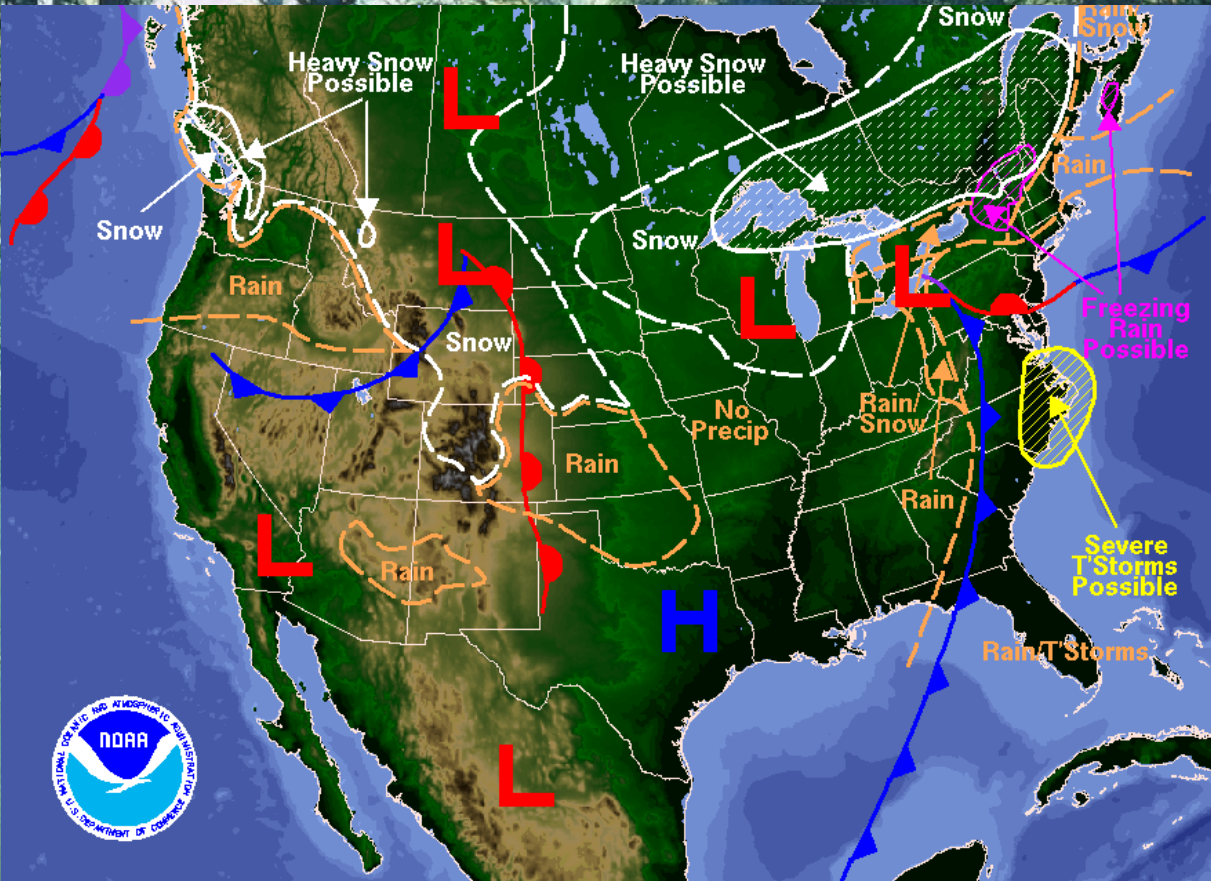 Snow
Rain/
Snow
Heavy Snow
Possible
Heavy Snow
Possible
L
Rain
Snow
Snow
L
L
L
Rain
Snow
Freezing
Rain
Possible
No
Precip
Rain/
Snow
Rain
Rain
L
Rain
Severe
T'Storms
Possible
H
Rain/T'Storms
L
NATIONAL OCEANIC AND ATMOSPHERIC ADMINISTRATION
NOAA
U.S. DEPARTMENT OF COMMERCE